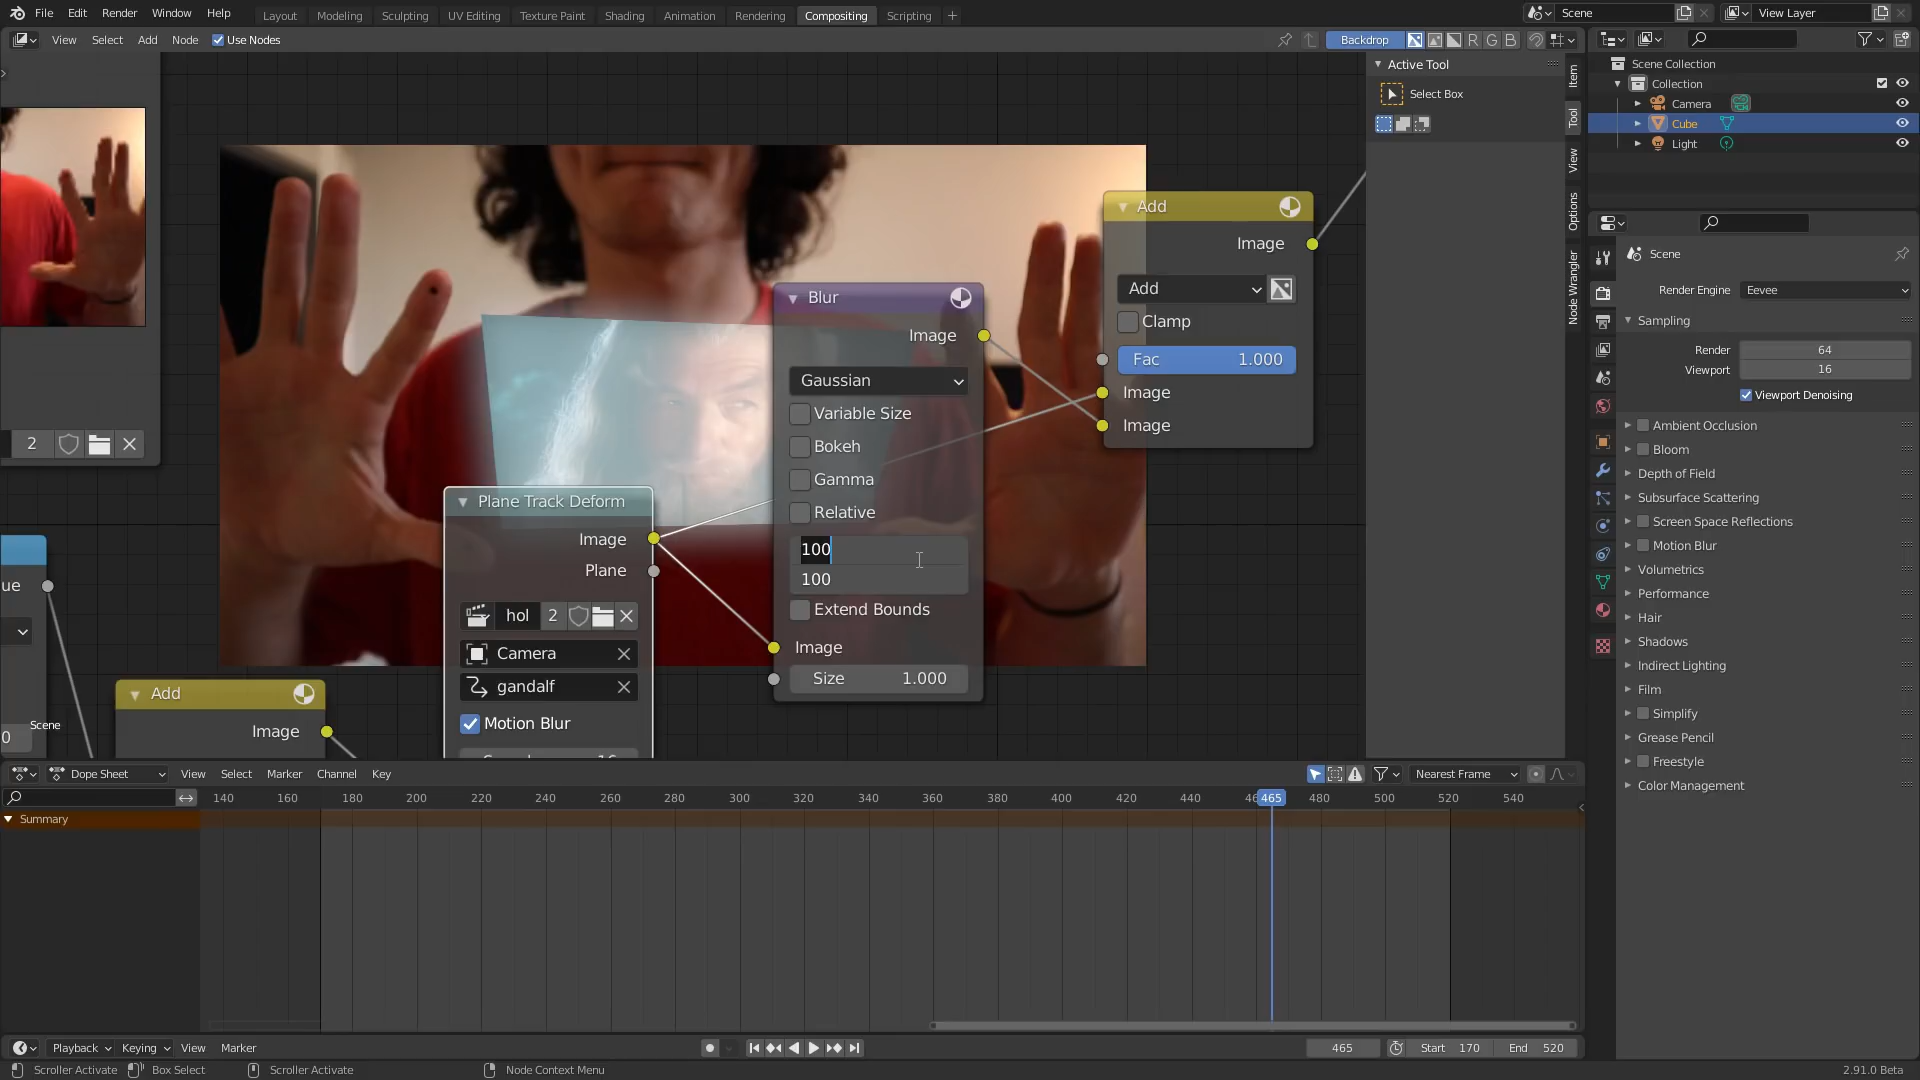 File Edit Render Window Help
Layout Modeling Sculpting UV Editing Texture Paint Shading Animation Rendering Compositing Scripting +
Scene
View Layer
View Select Add Node Use Nodes
Backdrop R G B
Active Tool
Select Box
Item
Tool
View
Options
Node Wrangler
Scene Collection
Collection
Camera
Cube
Light
Scene
Render Engine Eevee
Sampling
Render 64
Viewport 16
Viewport Denoising
Ambient Occlusion
Bloom
Depth of Field
Subsurface Scattering
Screen Space Reflections
Motion Blur
Volumetrics
Performance
Hair
Shadows
Indirect Lighting
Film
Simplify
Grease Pencil
Freestyle
Color Management
2
ue
0
Scene
Add
Image
Plane Track Deform
Image
Plane
hol 2
Camera
gandalf
Motion Blur
Blur
Image
Gaussian
Variable Size
Bokeh
Gamma
Relative
100
100
Extend Bounds
Image
Size 1.000
Add
Image
Add
Clamp
Fac 1.000
Image
Image
Dope Sheet View Select Marker Channel Key
Nearest Frame
140 160 180 200 220 240 260 280 300 320 340 360 380 400 420 440 46 465 480 500 520 540
Summary
Playback Keying View Marker
465 Start 170 End 520
Scroller Activate Box Select Scroller Activate Node Context Menu
2.91.0 Beta